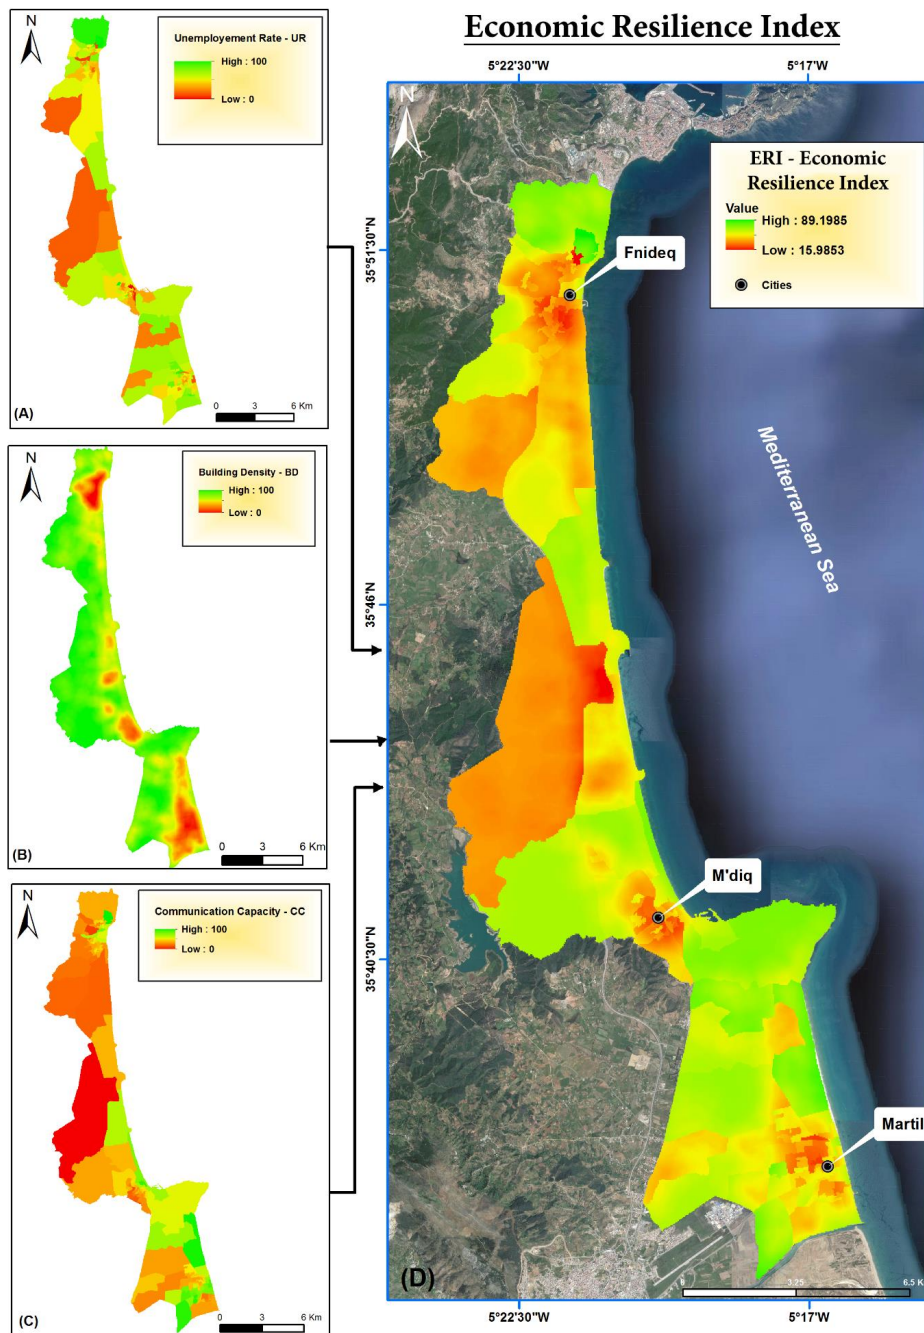 Economic Resilience Index
N
Unemployement Rate - UR
High : 100
Low : 0
0 3 6 Km
(A)
N
Building Density - BD
High : 100
Low : 0
0 3 6 Km
(B)
N
Communication Capacity - CC
High : 100
Low : 0
0 3 6 Km
(C)
5°22'30"W 5°17'W
N
ERI - Economic
Resilience Index
Value
High : 89.1985
Low : 15.9853
Cities
35°51'30"N
Fnideq
Mediterranean Sea
35°46'N
M'diq
35°40'30"N
Martil
(D)
0 3.25 6.5 K
5°22'30"W 5°17'W